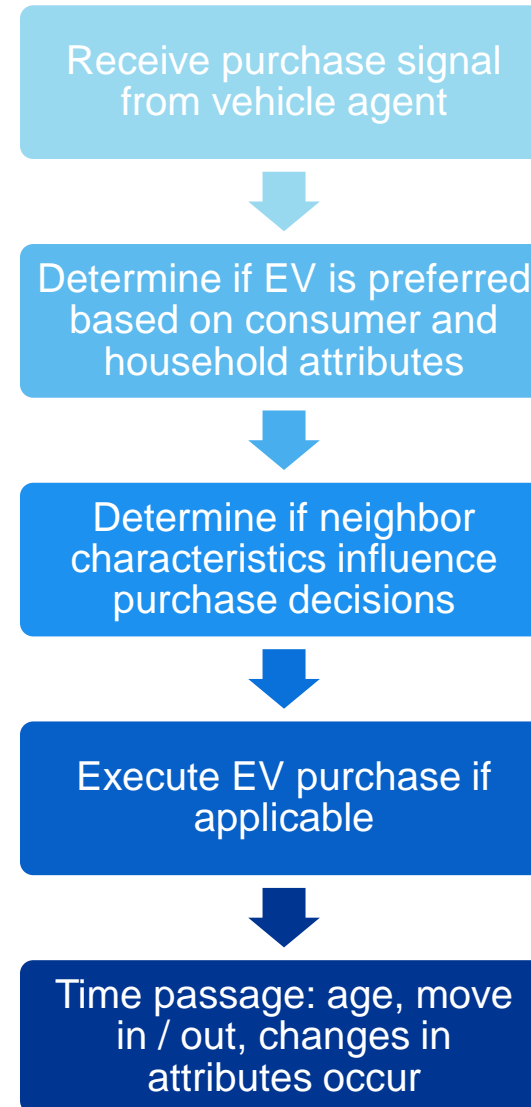 Receive purchase signal
from vehicle agent
Determine if EV is preferred
based on consumer and
household attributes
Determine if neighbor
characteristics influence
purchase decisions
Execute EV purchase if
applicable
Time passage: age, move
in / out, changes in
attributes occur